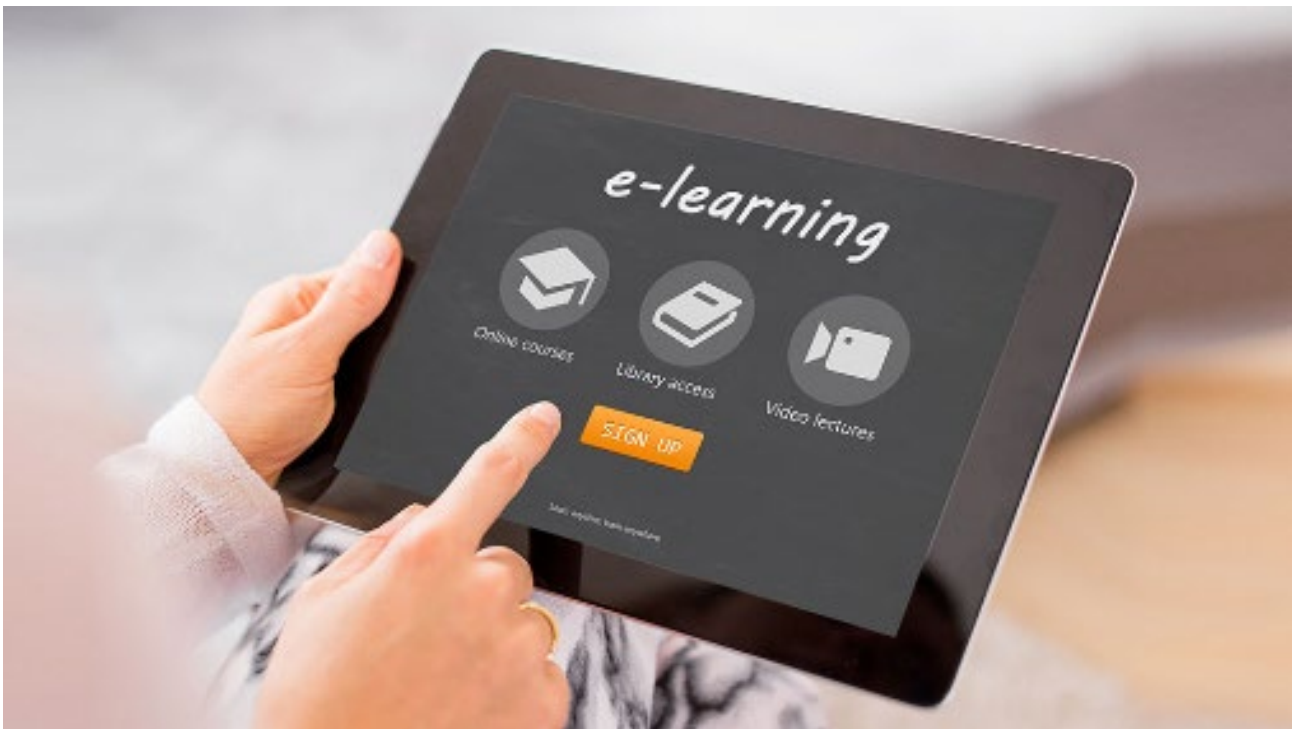 e-learning
Online courses
Library access
Video lectures
SIGN UP